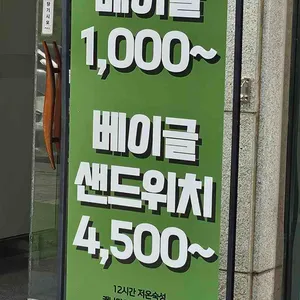 베이글
1,000~
베이글
샌드위치
4,500~
12시간 저온숙성